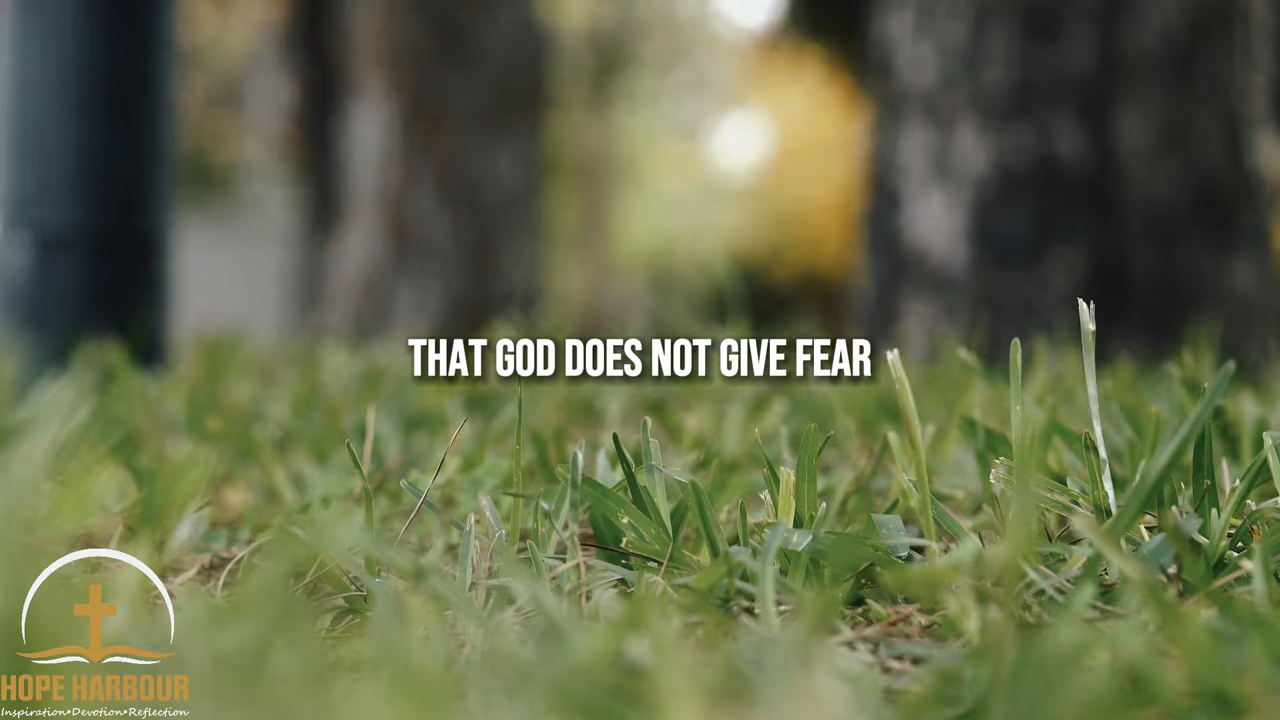 THAT GOD DOES NOT GIVE FEAR
HOPE HARBOUR
Inspiration•Devotion•Reflection